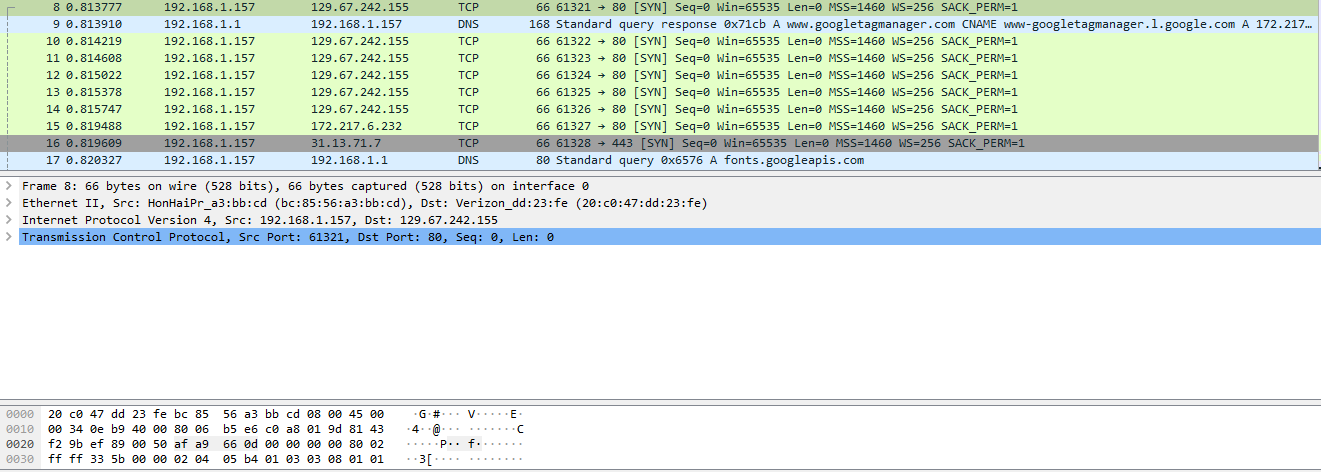 8 0.813777 192.168.1.157 129.67.242.155 TCP 66 61321 → 80 [SYN] Seq=0 Win=65535 Len=0 MSS=1460 WS=256 SACK_PERM=1
9 0.813910 192.168.1.1 192.168.1.157 DNS 168 Standard query response 0x71cb A www.googletagmanager.com CNAME www-googletagmanager.l.google.com A 172.217…
10 0.814219 192.168.1.157 129.67.242.155 TCP 66 61322 → 80 [SYN] Seq=0 Win=65535 Len=0 MSS=1460 WS=256 SACK_PERM=1
11 0.814608 192.168.1.157 129.67.242.155 TCP 66 61323 → 80 [SYN] Seq=0 Win=65535 Len=0 MSS=1460 WS=256 SACK_PERM=1
12 0.815022 192.168.1.157 129.67.242.155 TCP 66 61324 → 80 [SYN] Seq=0 Win=65535 Len=0 MSS=1460 WS=256 SACK_PERM=1
13 0.815378 192.168.1.157 129.67.242.155 TCP 66 61325 → 80 [SYN] Seq=0 Win=65535 Len=0 MSS=1460 WS=256 SACK_PERM=1
14 0.815747 192.168.1.157 129.67.242.155 TCP 66 61326 → 80 [SYN] Seq=0 Win=65535 Len=0 MSS=1460 WS=256 SACK_PERM=1
15 0.819488 192.168.1.157 172.217.6.232 TCP 66 61327 → 80 [SYN] Seq=0 Win=65535 Len=0 MSS=1460 WS=256 SACK_PERM=1
16 0.819609 192.168.1.157 31.13.71.7 TCP 66 61328 → 443 [SYN] Seq=0 Win=65535 Len=0 MSS=1460 WS=256 SACK_PERM=1
17 0.820327 192.168.1.157 192.168.1.1 DNS 80 Standard query 0x6576 A fonts.googleapis.com
Frame 8: 66 bytes on wire (528 bits), 66 bytes captured (528 bits) on interface 0
Ethernet II, Src: HonHaiPr_a3:bb:cd (bc:85:56:a3:bb:cd), Dst: Verizon_dd:23:fe (20:c0:47:dd:23:fe)
Internet Protocol Version 4, Src: 192.168.1.157, Dst: 129.67.242.155
Transmission Control Protocol, Src Port: 61321, Dst Port: 80, Seq: 0, Len: 0
0000 20 c0 47 dd 23 fe bc 85 56 a3 bb cd 08 00 45 00 ·G·#··· V·····E·
0010 00 34 0e b9 40 00 80 06 b5 e6 c0 a8 01 9d 81 43 ·4··@··· ·······C
0020 f2 9b ef 89 00 50 af a9 66 0d 00 00 00 00 80 02 ·····P·· f·······
0030 ff ff 33 5b 00 00 02 04 05 b4 01 03 03 08 01 01 ··3[···· ········